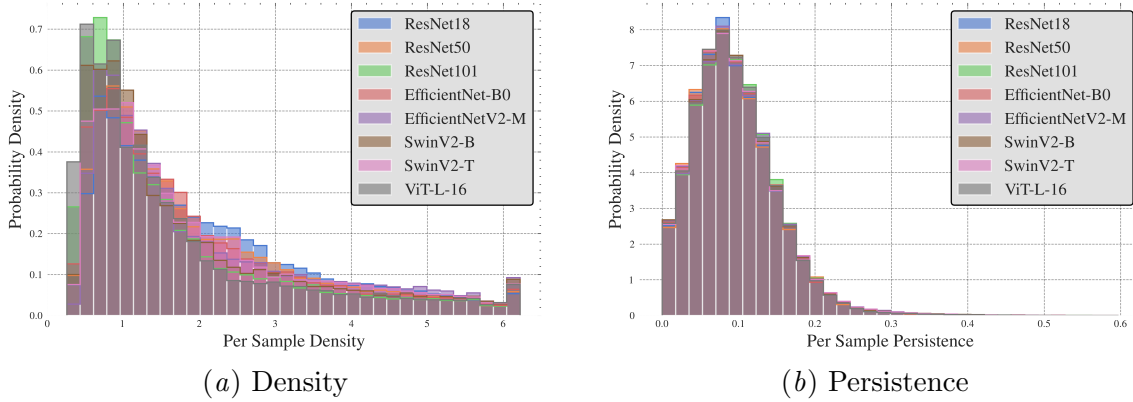 Probability Density
0.7
0.6
0.5
0.4
0.3
0.2
0.1
0.0
0
1
2
3
4
5
6
Per Sample Density
ResNet18
ResNet50
ResNet101
EfficientNet-B0
EfficientNetV2-M
SwinV2-B
SwinV2-T
ViT-L-16
(a) Density
Probability Density
8
7
6
5
4
3
2
1
0
0.0
0.1
0.2
0.3
0.4
0.5
0.6
Per Sample Persistence
ResNet18
ResNet50
ResNet101
EfficientNet-B0
EfficientNetV2-M
SwinV2-B
SwinV2-T
ViT-L-16
(b) Persistence